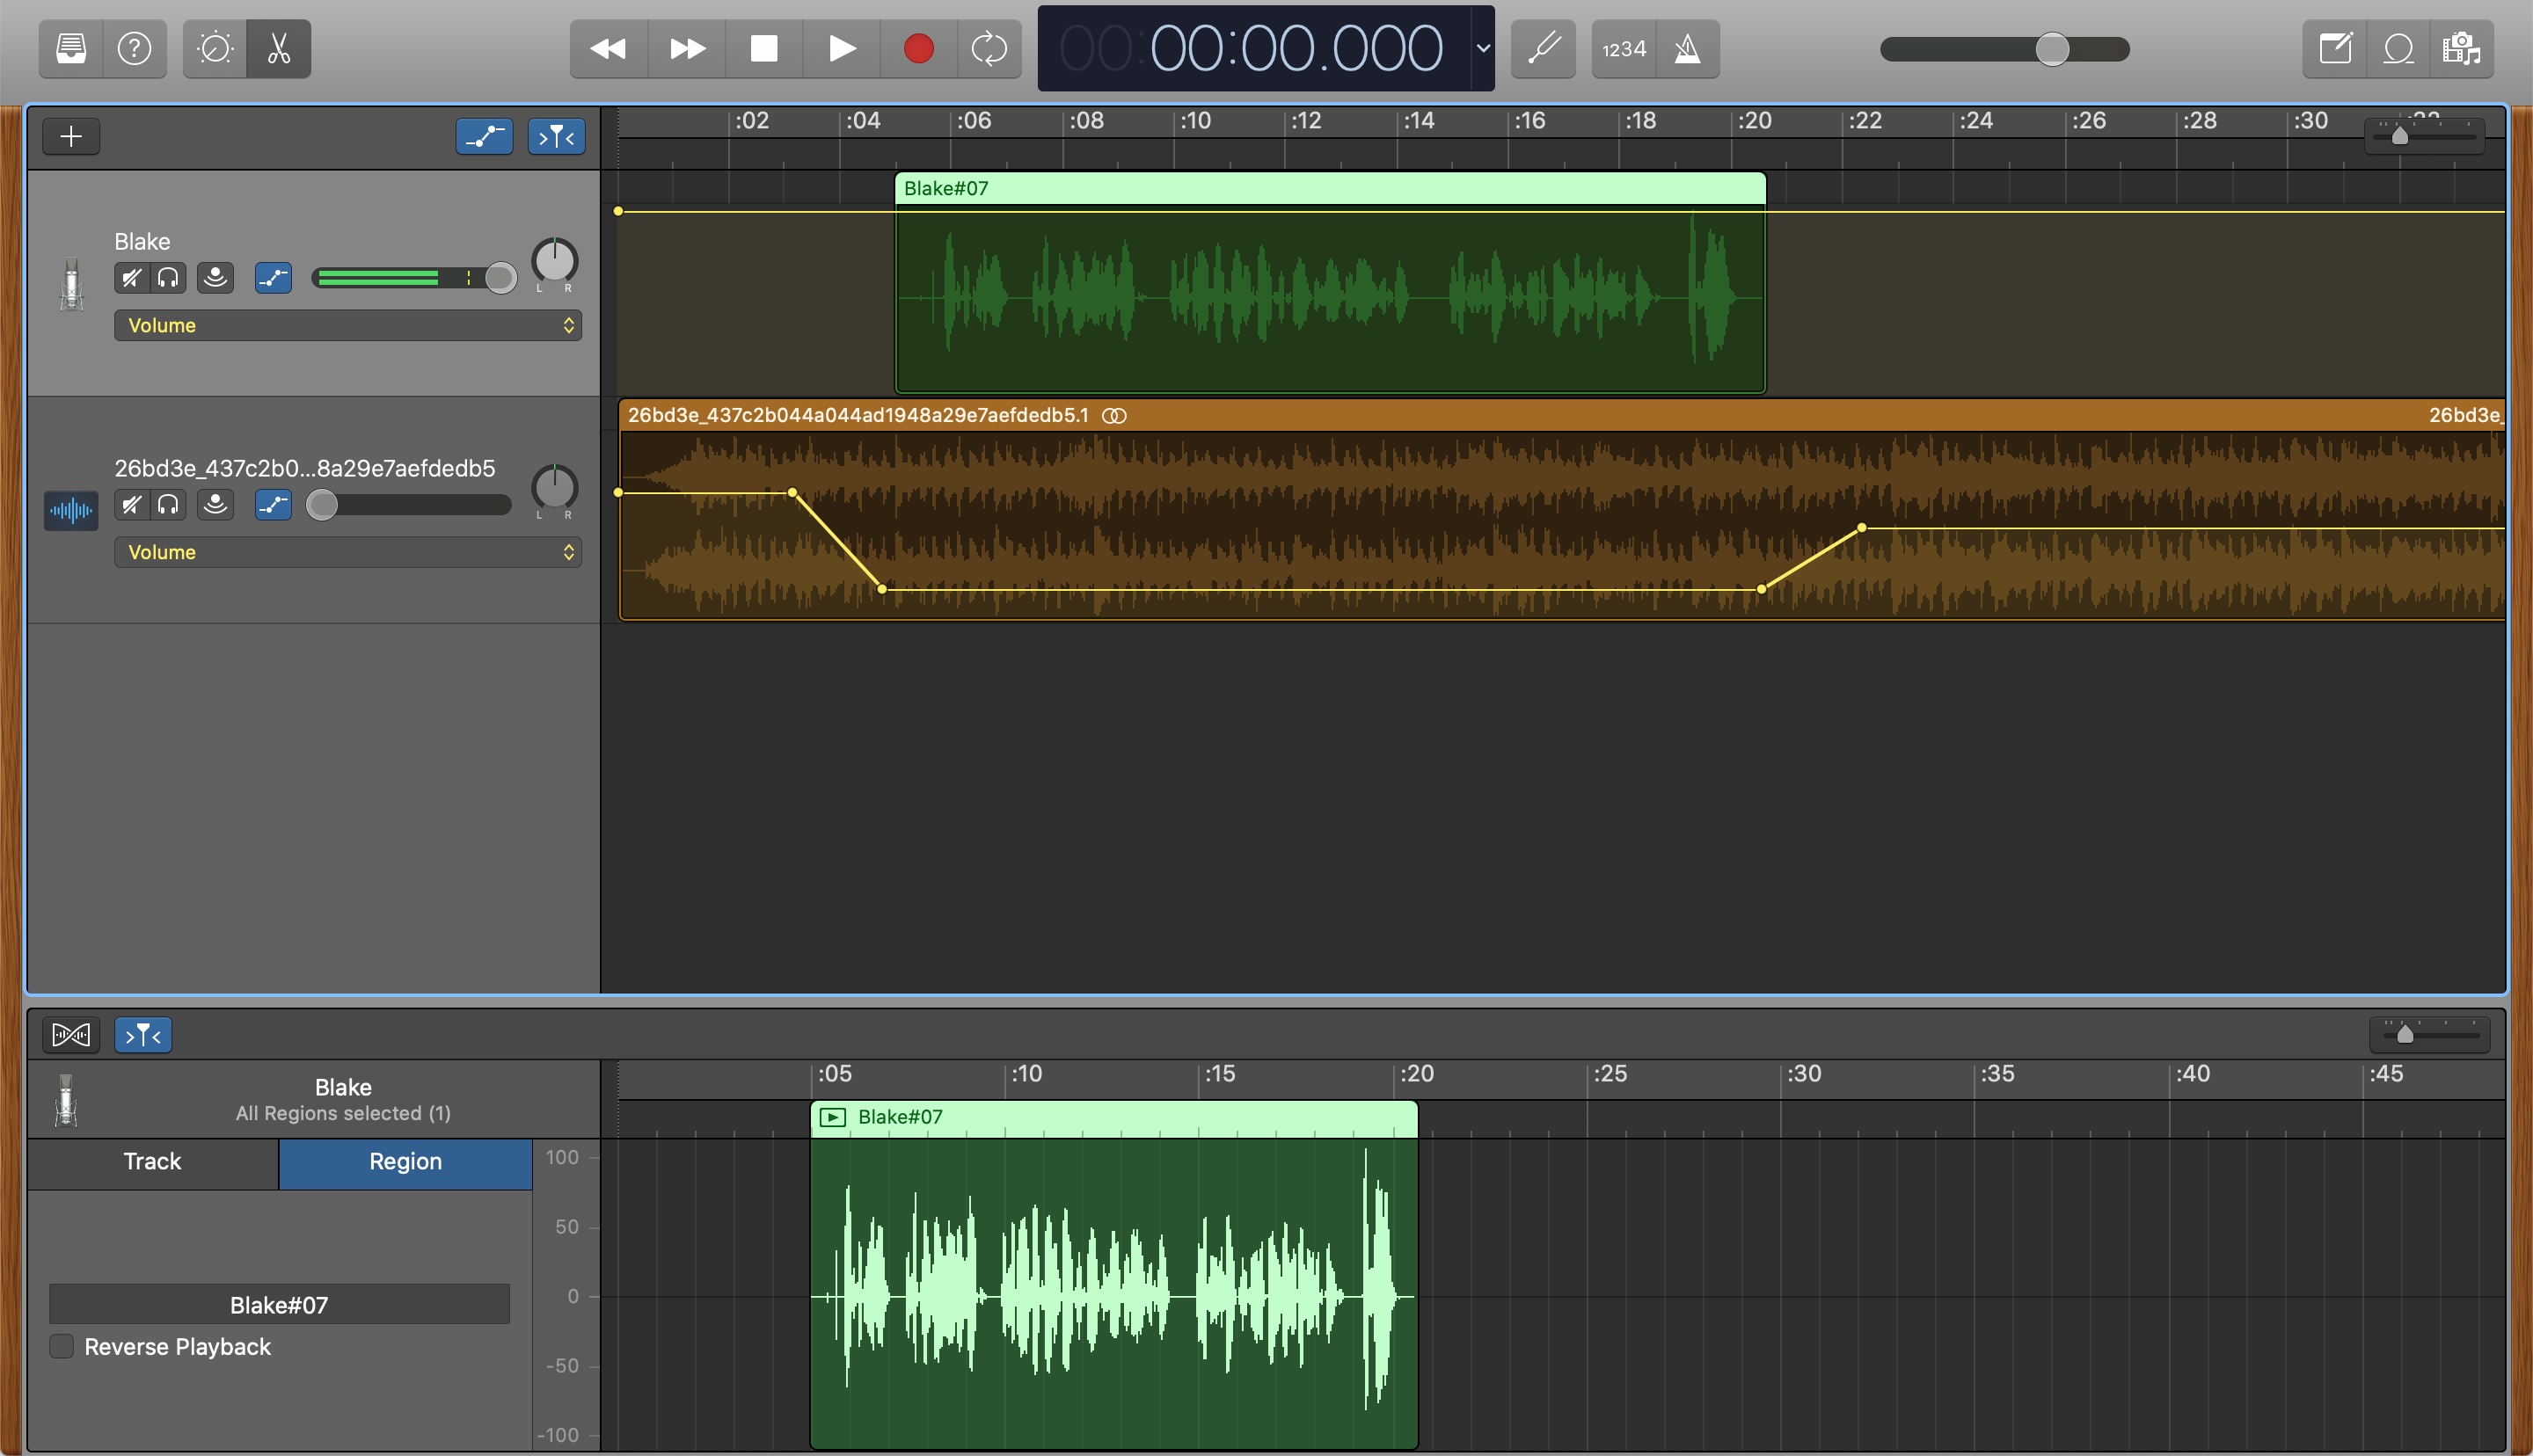 ?
00:00:00.000
1234
:02 :04 :06 :08 :10 :12 :14 :16 :18 :20 :22 :24 :26 :28 :30
Blake#07
Blake
L R
Volume
26bd3e_437c2b044a044ad1948a29e7aefdedb5.1
26bd3e_
26bd3e_437c2b0...8a29e7aefdedb5
L R
Volume
:05 :10 :15 :20 :25 :30 :35 :40 :45
Blake
All Regions selected (1)
Blake#07
Track Region
100
50
0
-50
-100
Blake#07
Reverse Playback